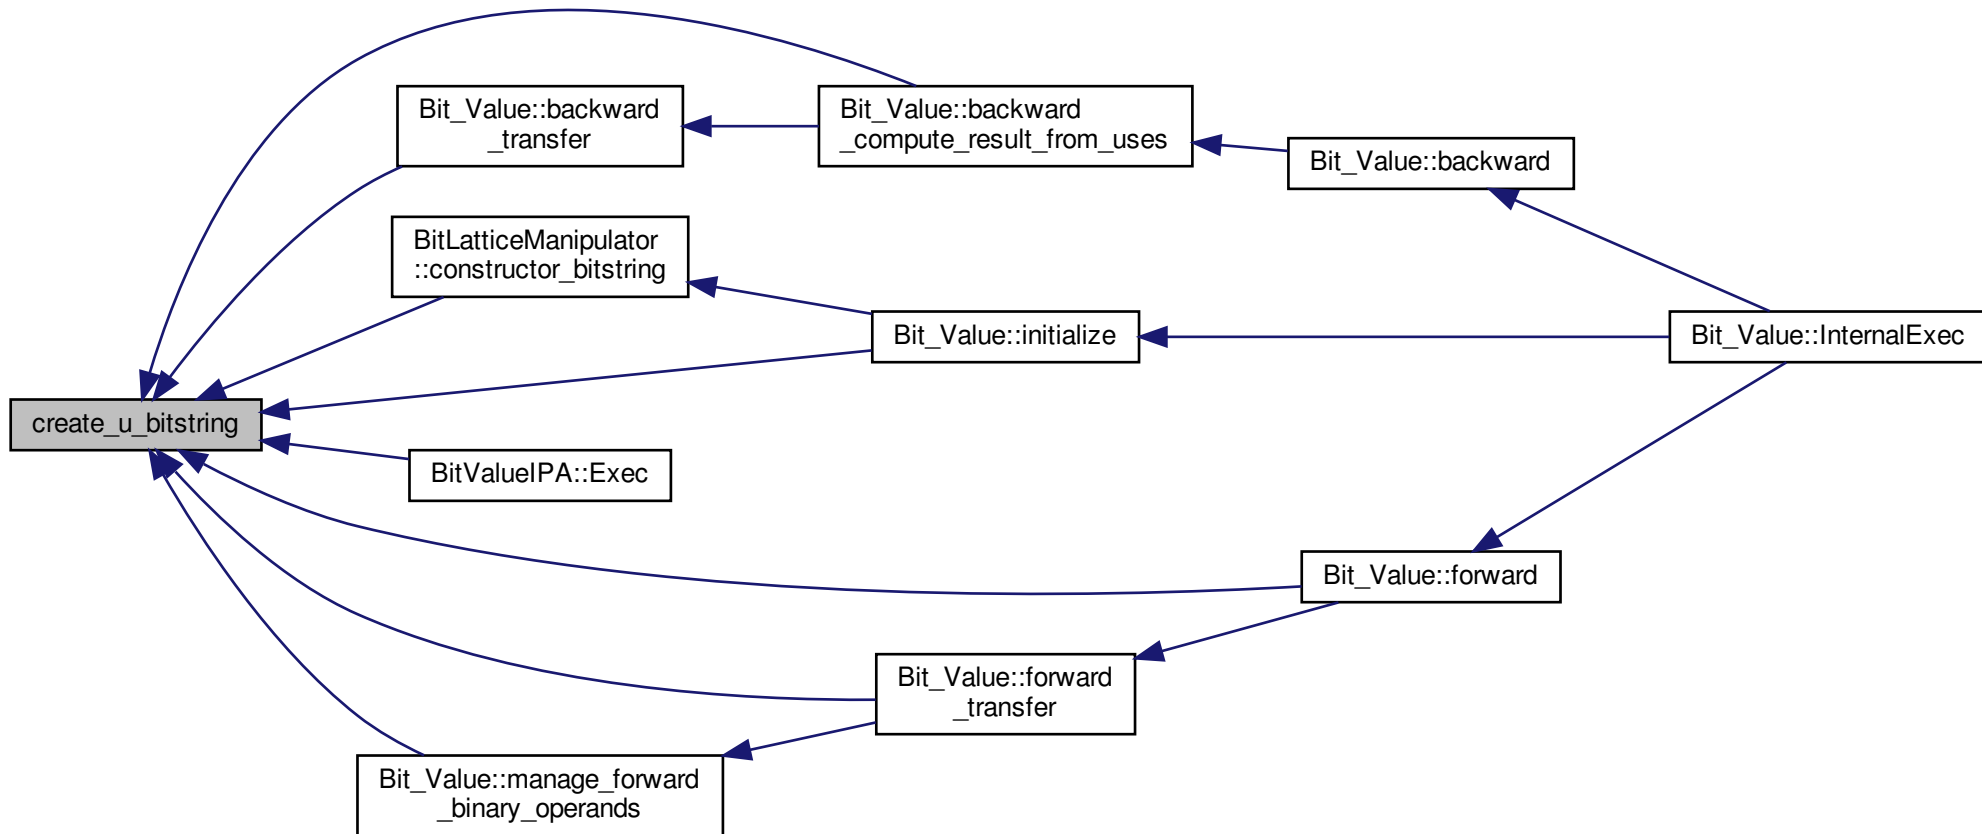 Bit_Value::backward
_transfer
Bit_Value::backward
_compute_result_from_uses
Bit_Value::backward
BitLatticeManipulator
::constructor_bitstring
Bit_Value::initialize
Bit_Value::InternalExec
create_u_bitstring
BitValueIPA::Exec
Bit_Value::forward
Bit_Value::forward
_transfer
Bit_Value::manage_forward
_binary_operands